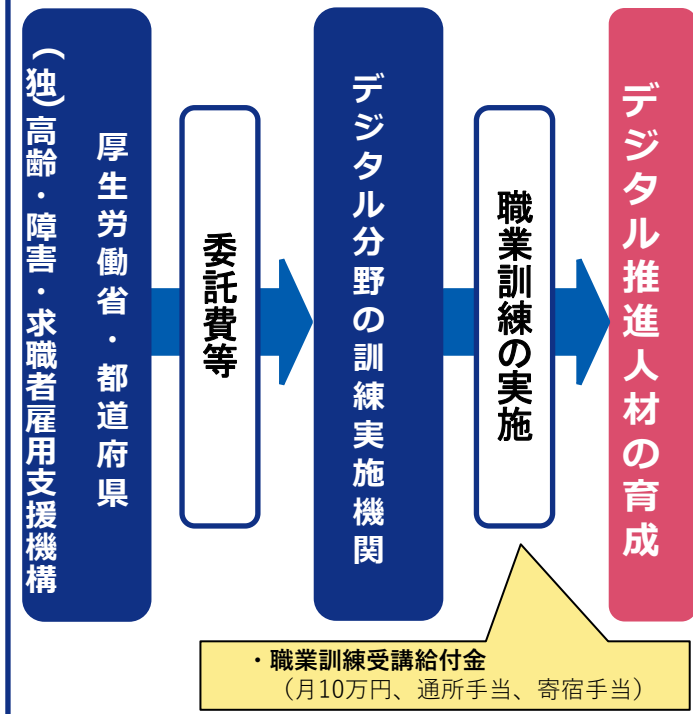 厚生労働省・都道府県
(独)高齢・障害・求職者雇用支援機構
委託費等
デジタル分野の訓練実施機関
職業訓練の実施
デジタル推進人材の育成
・職業訓練受講給付金
（月10万円、通所手当、寄宿手当）